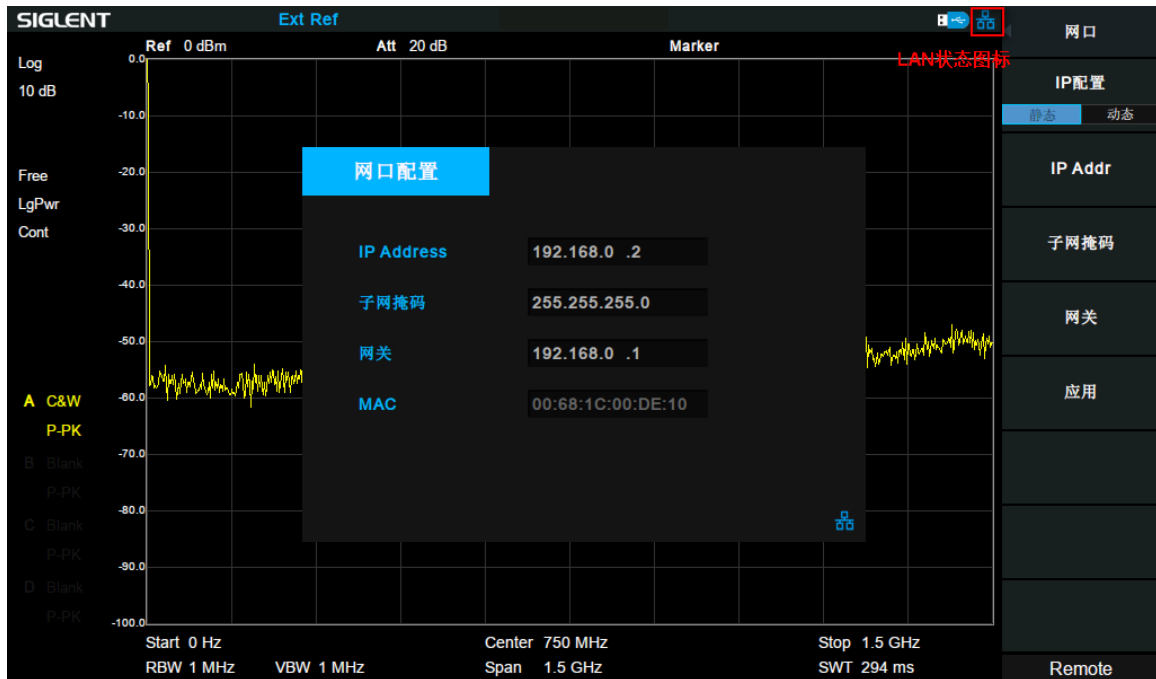 SIGLENT
Ext Ref
LAN状态图标
Ref 0 dBm
Att 20 dB
Marker
Log
10 dB
Free
LgPwr
Cont
A C&W
P-PK
B Blank
P-PK
C Blank
P-PK
D Blank
P-PK
0.0
-10.0
-20.0
-30.0
-40.0
-50.0
-60.0
-70.0
-80.0
-90.0
-100.0
网口配置
IP Address 192.168.0 .2
子网掩码 255.255.255.0
网关 192.168.0 .1
MAC 00:68:1C:00:DE:10
Start 0 Hz
Center 750 MHz
Stop 1.5 GHz
RBW 1 MHz
VBW 1 MHz
Span 1.5 GHz
SWT 294 ms
网口
IP配置
静态 动态
IP Addr
子网掩码
网关
应用
Remote